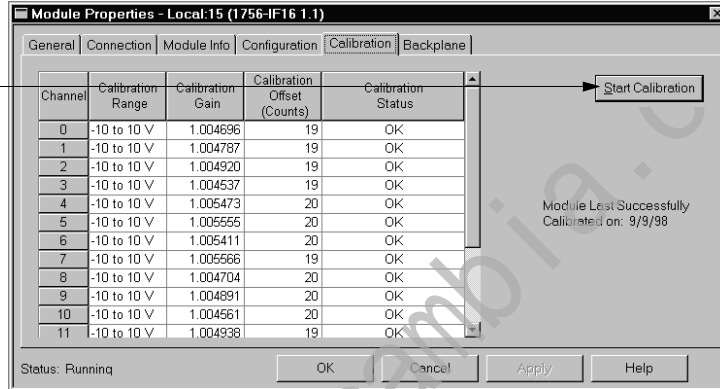 Module Properties - Local:15 (1756-IF16 1.1)
General Connection Module Info Configuration Calibration Backplane
Channel Calibration Range Calibration Gain Calibration Offset (Counts) Calibration Status
0 -10 to 10 V 1.004696 19 OK
1 -10 to 10 V 1.004787 19 OK
2 -10 to 10 V 1.004920 19 OK
3 -10 to 10 V 1.004537 19 OK
4 -10 to 10 V 1.005473 20 OK
5 -10 to 10 V 1.005555 20 OK
6 -10 to 10 V 1.005411 20 OK
7 -10 to 10 V 1.005566 19 OK
8 -10 to 10 V 1.004704 20 OK
9 -10 to 10 V 1.004891 20 OK
10 -10 to 10 V 1.004561 20 OK
11 -10 to 10 V 1.004938 19 OK
Start Calibration
Module Last Successfully
Calibrated on: 9/9/98
Status: Running
OK Cancel Apply Help